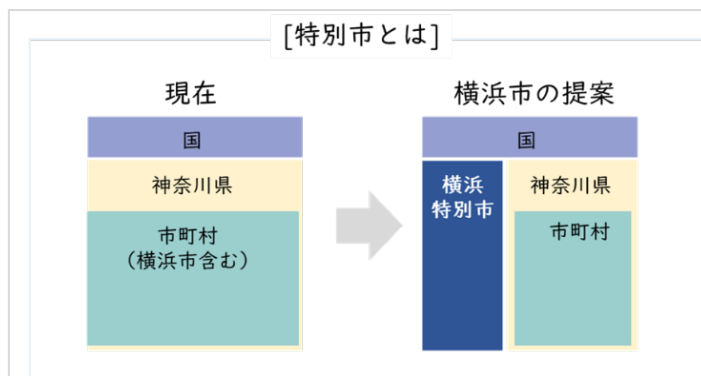 [特別市とは]
現在
国
神奈川県
市町村
(横浜市含む)
横浜市の提案
国
横浜
特別市
神奈川県
市町村